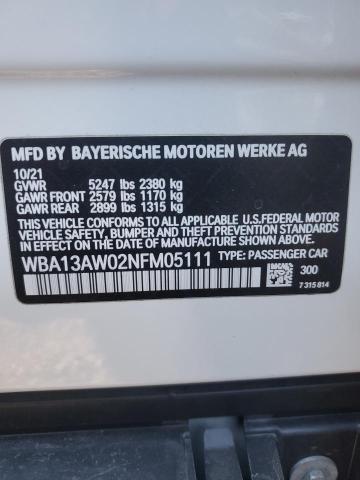 MFD BY BAYERISCHE MOTOREN WERKE AG
10/21
GVWR 5247 lbs 2380 kg
GAWR FRONT 2579 lbs 1170 kg
GAWR REAR 2899 lbs 1315 kg
THIS VEHICLE CONFORMS TO ALL APPLICABLE U.S.FEDERAL MOTOR
VEHICLE SAFETY, BUMPER, AND THEFT PREVENTION STANDARDS
IN EFFECT ON THE DATE OF MANUFACTURE SHOWN ABOVE.
WBA13AW02NFM05111 TYPE: PASSENGER CAR
300
7 315 814